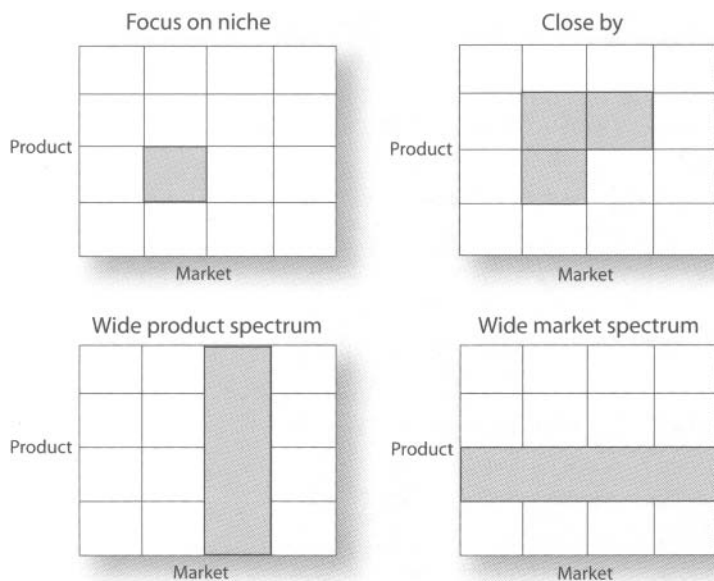 Focus on niche
Close by
Product
Product
Market
Market
Wide product spectrum
Wide market spectrum
Product
Product
Market
Market